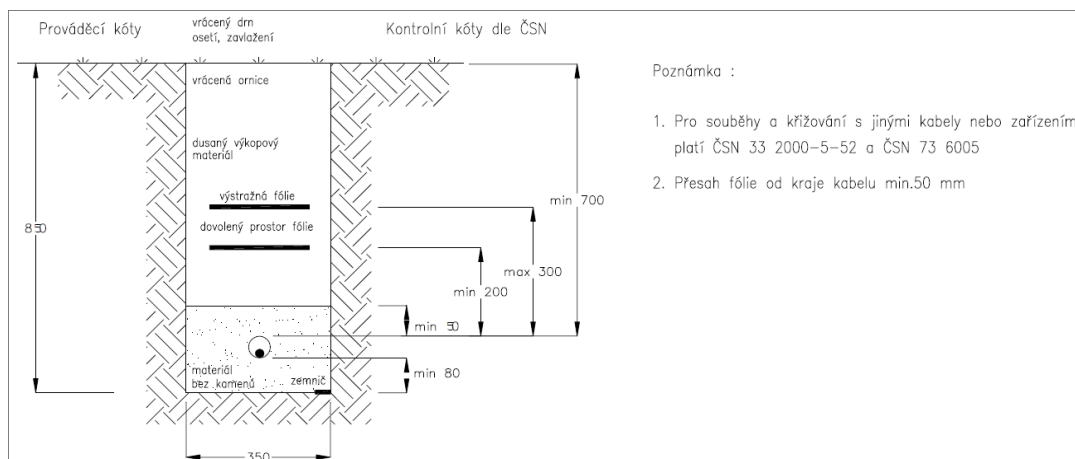 Prováděcí kóty
vrácený drn
osetí, zavlažení
Kontrolní kóty dle ČSN
vrácená ornice
dusaný výkopový
materiál
výstražná fólie
dovolený prostor fólie
850
min 700
max 300
min 200
min 50
min 80
materiál
bez kamenů
zemnič
350
Poznámka :
1. Pro souběhy a křižování s jinými kabely nebo zařízením
platí ČSN 33 2000-5-52 a ČSN 73 6005
2. Přesah fólie od kraje kabelu min.50 mm